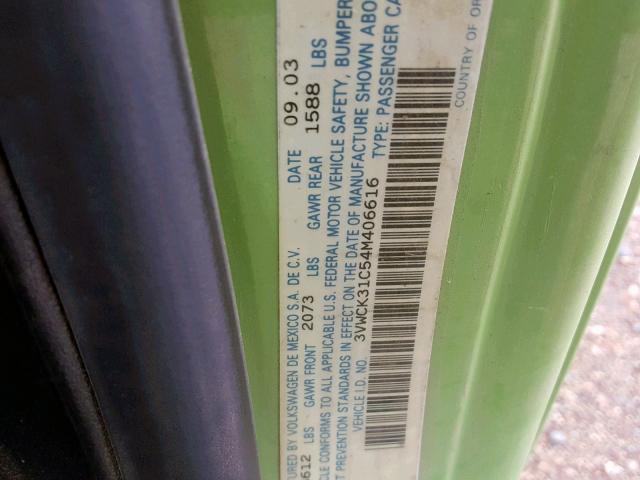 URED BY VOLKSWAGEN DE MEXICO S.A. DE C.V. DATE 09.03
612 LBS GAWR FRONT 2073 LBS GAWR REAR 1588 LBS
CLE CONFORMS TO ALL APPLICABLE U.S. FEDERAL MOTOR VEHICLE SAFETY, BUMPER
T PREVENTION STANDARDS IN EFFECT ON THE DATE OF MANUFACTURE SHOWN ABO
VEHICLE I.D. NO. 3VWCK31C54M406616 TYPE: PASSENGER CA
COUNTRY OF OR